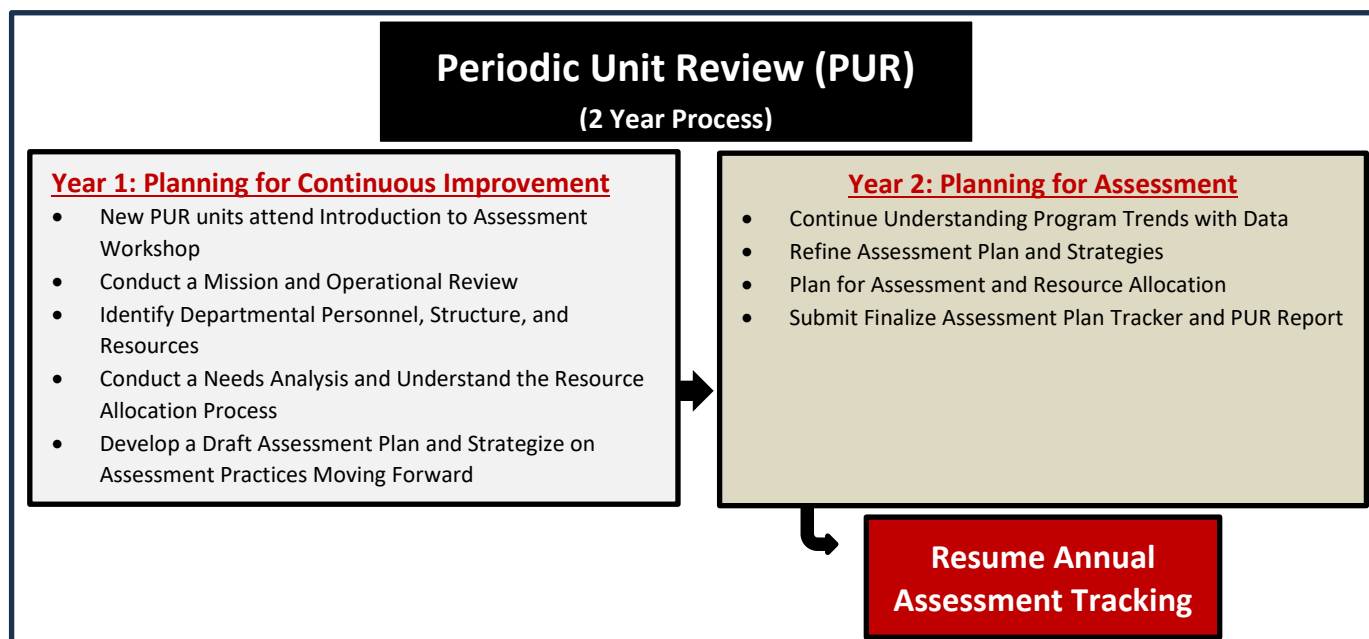 Periodic Unit Review (PUR)
(2 Year Process)
Year 1: Planning for Continuous Improvement
• New PUR units attend Introduction to Assessment
Workshop
• Conduct a Mission and Operational Review
• Identify Departmental Personnel, Structure, and
Resources
• Conduct a Needs Analysis and Understand the Resource
Allocation Process
• Develop a Draft Assessment Plan and Strategize on
Assessment Practices Moving Forward
Year 2: Planning for Assessment
• Continue Understanding Program Trends with Data
• Refine Assessment Plan and Strategies
• Plan for Assessment and Resource Allocation
• Submit Finalize Assessment Plan Tracker and PUR Report
Resume Annual
Assessment Tracking